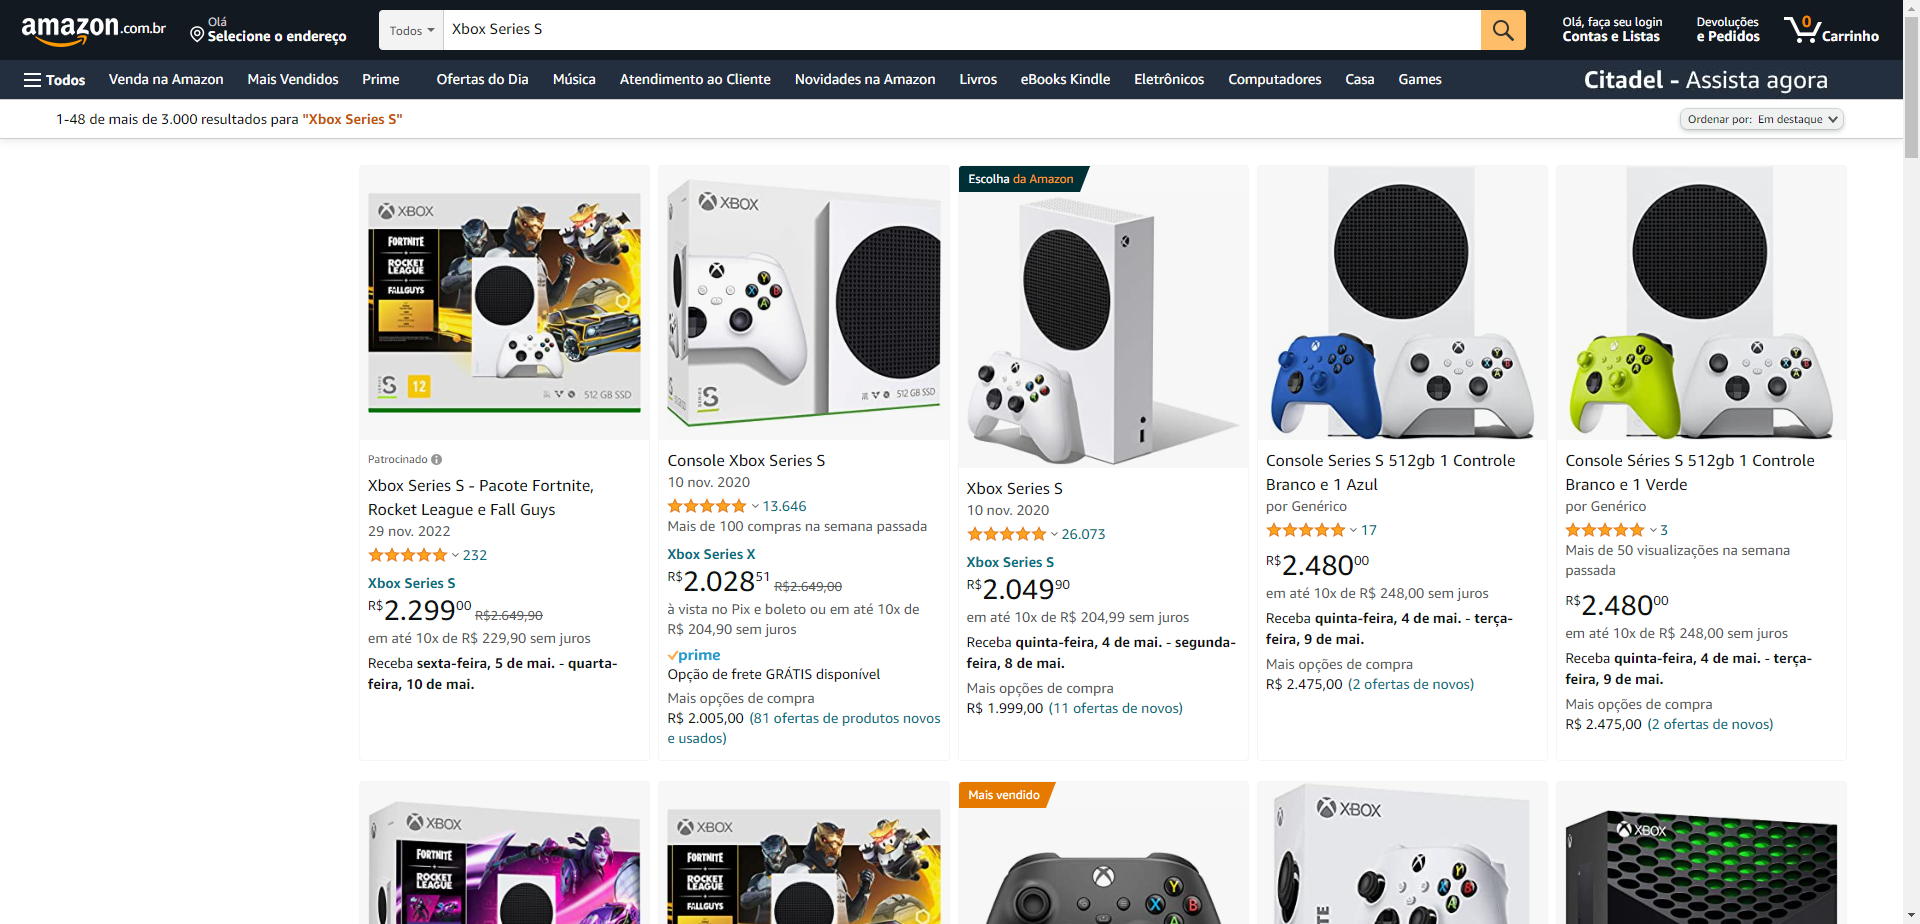 amazon.com.br
Olá
Selecione o endereço
Todos
Xbox Series S
Olá, faça seu login
Contas e Listas
Devoluções
e Pedidos
0
Carrinho
Todos
Venda na Amazon
Mais Vendidos
Prime
Ofertas do Dia
Música
Atendimento ao Cliente
Novidades na Amazon
Livros
eBooks Kindle
Eletrônicos
Computadores
Casa
Games
Citadel - Assista agora
1-48 de mais de 3.000 resultados para "Xbox Series S"
Ordenar por: Em destaque
XBOX
FORTNITE
ROCKET
LEAGUE
FALLGUYS
SERIES S
12
512 GB SSD
Patrocinado
Xbox Series S - Pacote Fortnite,
Rocket League e Fall Guys
29 nov. 2022
232
Xbox Series S
R$2.29900 R$2.649,90
em até 10x de R$ 229,90 sem juros
Receba sexta-feira, 5 de mai. - quarta-
feira, 10 de mai.
XBOX
Y
X B
A
SERIES S
512 GB SSD
Console Xbox Series S
10 nov. 2020
13.646
Mais de 100 compras na semana passada
Xbox Series X
R$2.02851 R$2.649,00
à vista no Pix e boleto ou em até 10x de
R$ 204,90 sem juros
prime
Opção de frete GRÁTIS disponível
Mais opções de compra
R$ 2.005,00 (81 ofertas de produtos novos
e usados)
Escolha da Amazon
Xbox Series S
10 nov. 2020
26.073
Xbox Series S
R$2.04990
em até 10x de R$ 204,99 sem juros
Receba quinta-feira, 4 de mai. - segunda-
feira, 8 de mai.
Mais opções de compra
R$ 1.999,00 (11 ofertas de novos)
Console Series S 512gb 1 Controle
Branco e 1 Azul
por Genérico
17
R$2.48000
em até 10x de R$ 248,00 sem juros
Receba quinta-feira, 4 de mai. - terça-
feira, 9 de mai.
Mais opções de compra
R$ 2.475,00 (2 ofertas de novos)
Console Séries S 512gb 1 Controle
Branco e 1 Verde
por Genérico
3
Mais de 50 visualizações na semana
passada
R$2.48000
em até 10x de R$ 248,00 sem juros
Receba quinta-feira, 4 de mai. - terça-
feira, 9 de mai.
Mais opções de compra
R$ 2.475,00 (2 ofertas de novos)
XBOX
FORTNITE
ROCKET
LEAGUE
XBOX
FORTNITE
ROCKET
LEAGUE
FALLGUYS
Mais vendido
Y
X B
A
XBOX
Y
X B
A
XBOX